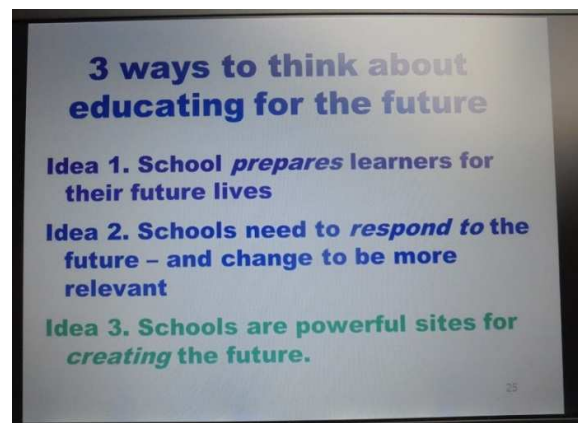 3 ways to think about
educating for the future
Idea 1. School prepares learners for
their future lives
Idea 2. Schools need to respond to the
future – and change to be more
relevant
Idea 3. Schools are powerful sites for
creating the future.
25